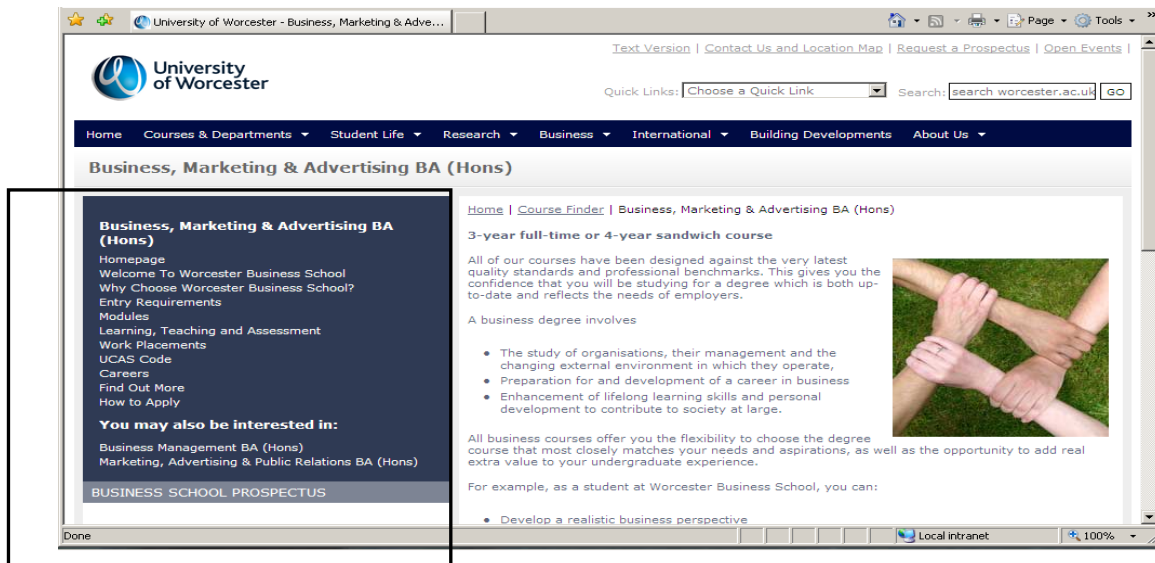 University of Worcester - Business, Marketing & Adve...
Page
Tools
Text Version | Contact Us and Location Map | Request a Prospectus | Open Events |
University
of Worcester
Quick Links: Choose a Quick Link
Search: search worcester.ac.uk GO
Home Courses & Departments Student Life Research Business International Building Developments About Us
Business, Marketing & Advertising BA (Hons)
Business, Marketing & Advertising BA
(Hons)
Homepage
Welcome To Worcester Business School
Why Choose Worcester Business School?
Entry Requirements
Modules
Learning, Teaching and Assessment
Work Placements
UCAS Code
Careers
Find Out More
How to Apply
You may also be interested in:
Business Management BA (Hons)
Marketing, Advertising & Public Relations BA (Hons)
BUSINESS SCHOOL PROSPECTUS
Home | Course Finder | Business, Marketing & Advertising BA (Hons)
3-year full-time or 4-year sandwich course
All of our courses have been designed against the very latest
quality standards and professional benchmarks. This gives you the
confidence that you will be studying for a degree which is both up-
to-date and reflects the needs of employers.
A business degree involves
• The study of organisations, their management and the
changing external environment in which they operate,
• Preparation for and development of a career in business
• Enhancement of lifelong learning skills and personal
development to contribute to society at large.
All business courses offer you the flexibility to choose the degree
course that most closely matches your needs and aspirations, as well as the opportunity to add real
extra value to your undergraduate experience.
For example, as a student at Worcester Business School, you can:
• Develop a realistic business perspective
Done
Local intranet
100%